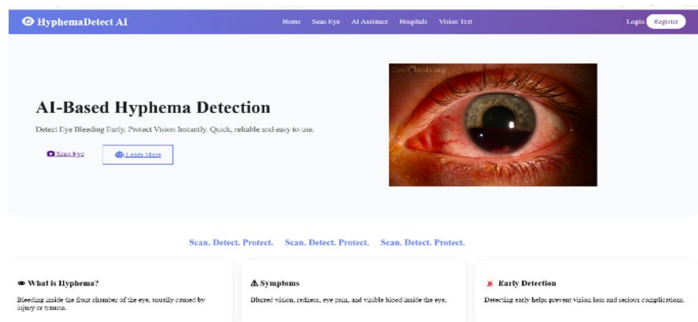 HyphemaDetect AI
Home Scan Eye AI Assistant Hospitals Vision Test
Login Register
AI-Based Hyphema Detection
Detect Eye Bleeding Early. Protect Vision Instantly. Quick, reliable and easy to use.
Scan Eye Learn More
Scan. Detect. Protect. Scan. Detect. Protect. Scan. Detect. Protect.
What is Hyphema?
Bleeding inside the front chamber of the eye, usually caused by
injury or trauma.
Symptoms
Blurred vision, redness, eye pain, and visible blood inside the eye.
Early Detection
Detecting early helps prevent vision loss and serious complications.